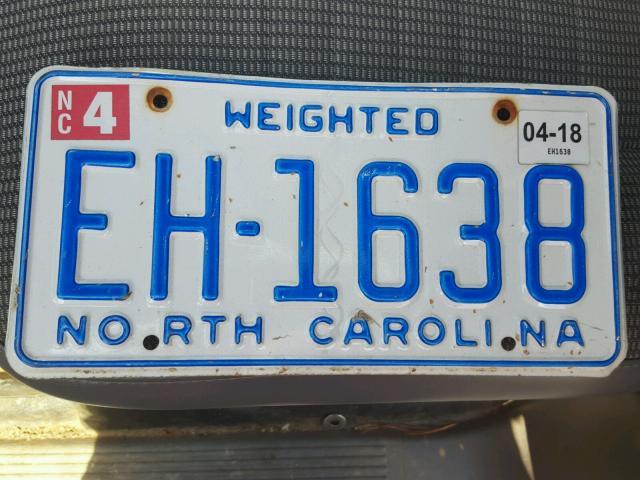 NC 4
WEIGHTED
04-18
EH1638
EH-1638
NORTH CAROLINA